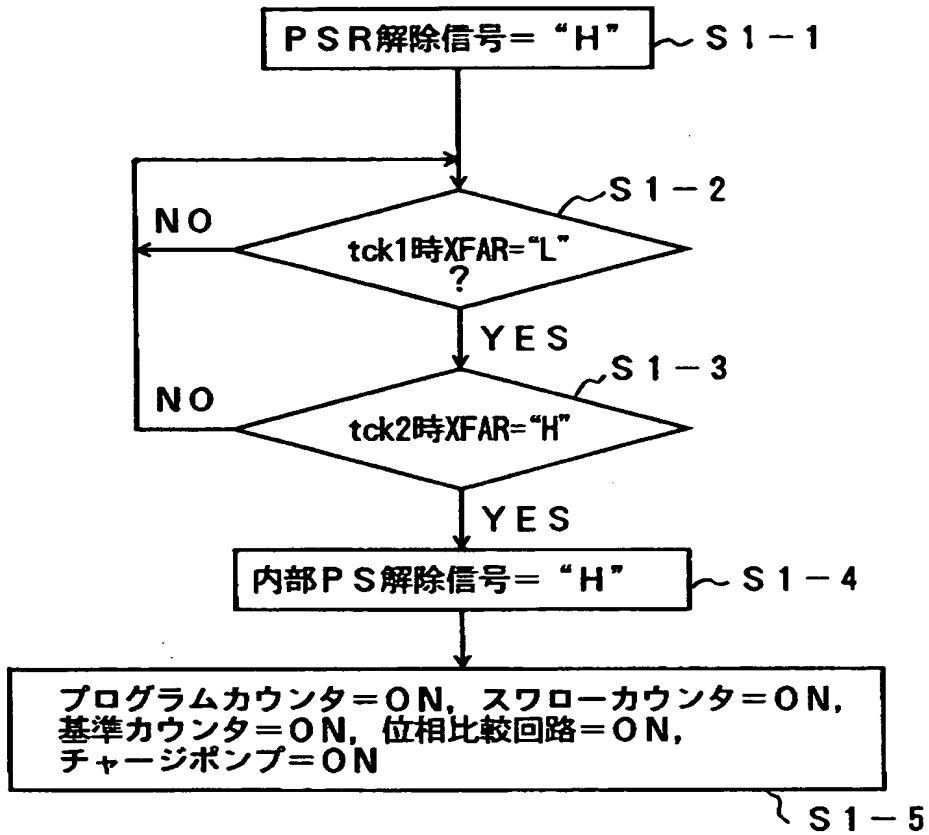 PSR解除信号=“H” S1-1
S1-2
NO
tck1時XFAR=“L”
?
YES
S1-3
NO
tck2時XFAR=“H”
YES
内部PS解除信号=“H” S1-4
プログラムカウンタ=ON, スワローカウンタ=ON,
基準カウンタ=ON, 位相比較回路=ON,
チャージポンプ=ON
S1-5